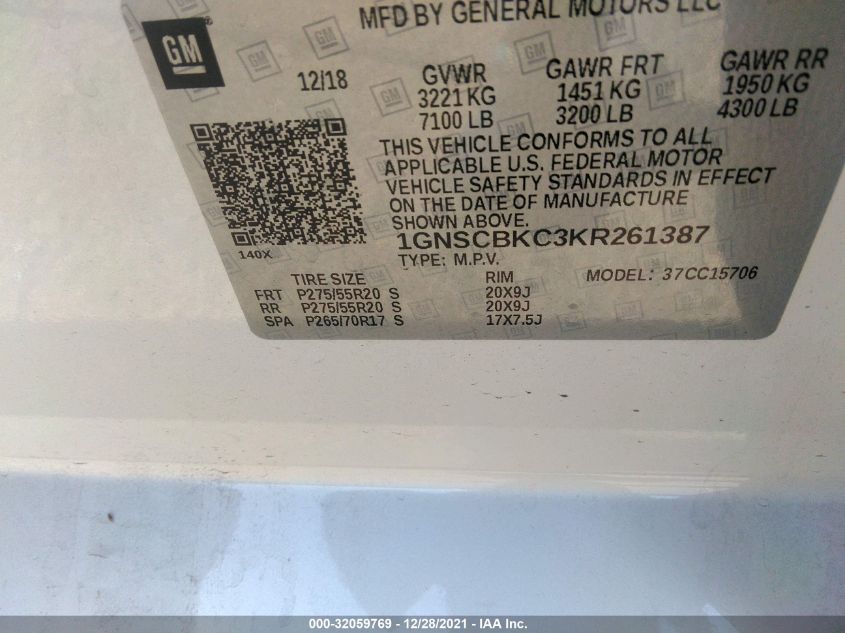 MFD BY GENERAL MOTORS LLC
GM
12/18
GVWR GAWR FRT GAWR RR
3221 KG 1451 KG 1950 KG
7100 LB 3200 LB 4300 LB
THIS VEHICLE CONFORMS TO ALL
APPLICABLE U.S. FEDERAL MOTOR
VEHICLE SAFETY STANDARDS IN EFFECT
ON THE DATE OF MANUFACTURE
SHOWN ABOVE.
140X
1GNSCBKC3KR261387
TYPE: M.P.V.
MODEL: 37CC15706
TIRE SIZE RIM
FRT P275/55R20 S 20X9J
RR P275/55R20 S 20X9J
SPA P265/70R17 S 17X7.5J
000-32059769 - 12/28/2021 - IAA Inc.